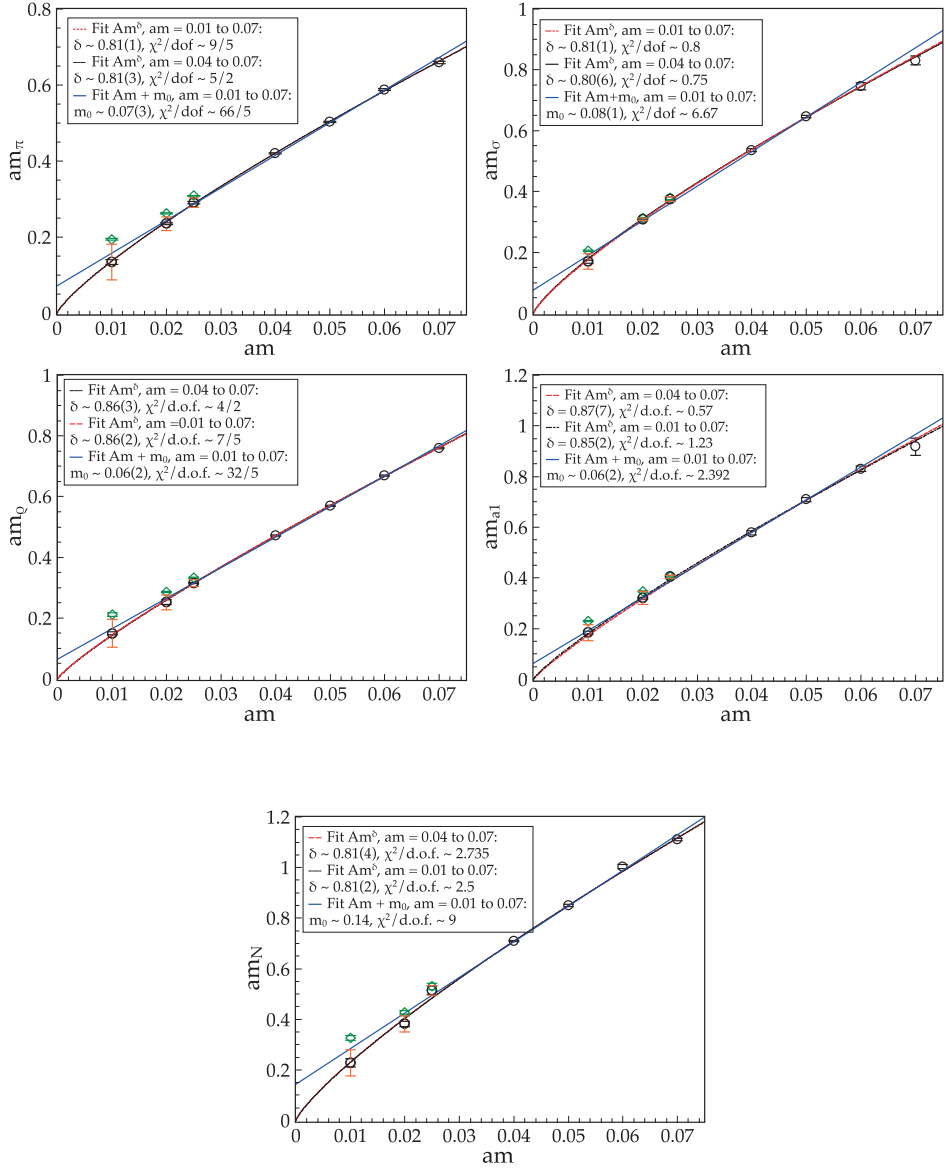 0.8
0.6
0.4
0.2
0
Fit Am^δ, am = 0.01 to 0.07:
δ ~ 0.81(1), χ²/dof ~ 9/5
Fit Am^δ, am = 0.04 to 0.07:
δ ~ 0.81(3), χ²/dof ~ 5/2
Fit Am + m₀, am = 0.01 to 0.07:
m₀ ~ 0.07(3), χ²/dof ~ 66/5
am_π
0 0.01 0.02 0.03 0.04 0.05 0.06 0.07
am
1
0.8
0.6
0.4
0.2
0
Fit Am^δ, am = 0.01 to 0.07:
δ ~ 0.81(1), χ²/dof ~ 0.8
Fit Am^δ, am = 0.04 to 0.07:
δ ~ 0.80(6), χ²/dof ~ 0.75
Fit Am+m₀, am = 0.01 to 0.07:
m₀ ~ 0.08(1), χ²/dof ~ 6.67
am_σ
0 0.01 0.02 0.03 0.04 0.05 0.06 0.07
am
1
0.8
0.6
0.4
0.2
0
Fit Am^δ, am = 0.04 to 0.07:
δ ~ 0.86(3), χ²/d.o.f. ~ 4/2
Fit Am^δ, am =0.01 to 0.07:
δ ~ 0.86(2), χ²/d.o.f. ~ 7/5
Fit Am + m₀, am = 0.01 to 0.07:
m₀ ~ 0.06(2), χ²/d.o.f. ~ 32/5
am_ϱ
0 0.01 0.02 0.03 0.04 0.05 0.06 0.07
am
1.2
1
0.8
0.6
0.4
0.2
0
Fit Am^δ, am = 0.04 to 0.07:
δ = 0.87(7), χ²/d.o.f. ~ 0.57
Fit Am^δ, am = 0.01 to 0.07:
δ = 0.85(2), χ²/d.o.f. ~ 1.23
Fit Am + m₀, am = 0.01 to 0.07:
m₀ ~ 0.06(2), χ²/d.o.f. ~ 2.392
am_a1
0 0.01 0.02 0.03 0.04 0.05 0.06 0.07
am
1.2
1
0.8
0.6
0.4
0.2
0
Fit Am^δ, am = 0.04 to 0.07:
δ ~ 0.81(4), χ²/d.o.f. ~ 2.735
Fit Am^δ, am = 0.01 to 0.07:
δ ~ 0.81(2), χ²/d.o.f. ~ 2.5
Fit Am + m₀, am = 0.01 to 0.07:
m₀ ~ 0.14, χ²/d.o.f. ~ 9
am_N
0 0.01 0.02 0.03 0.04 0.05 0.06 0.07
am